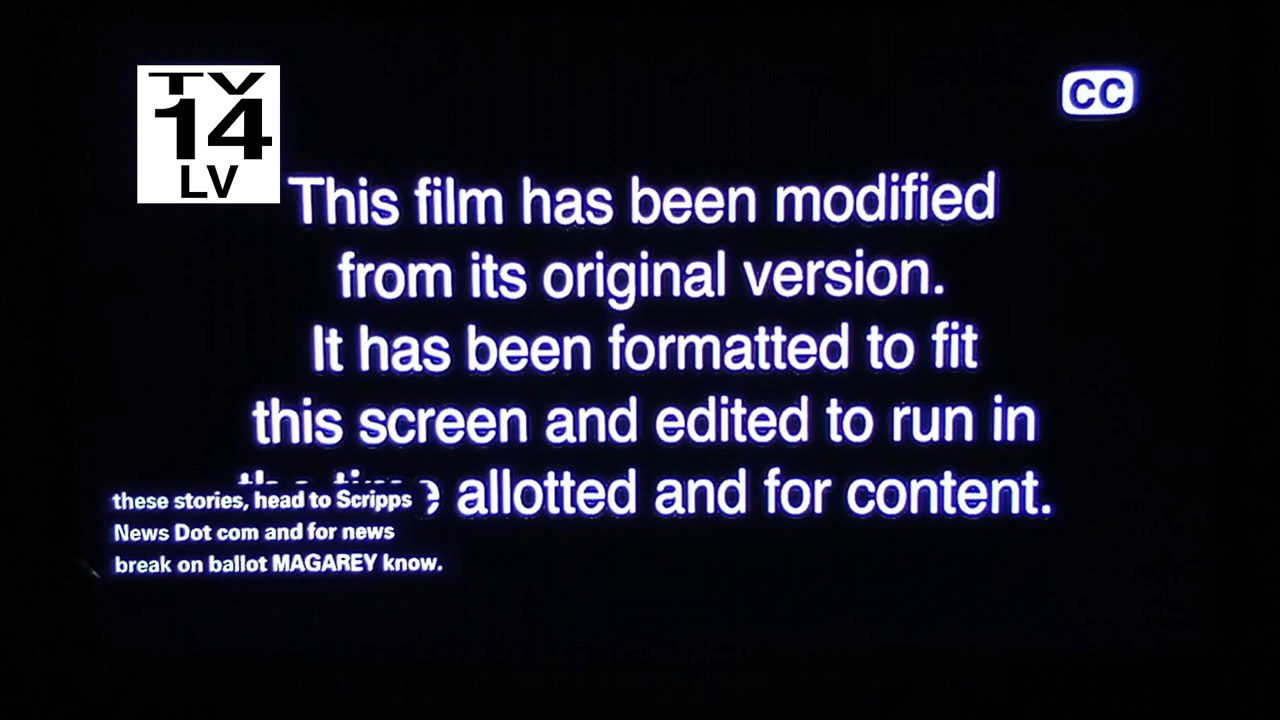 TV
14
LV
CC
This film has been modified
from its original version.
It has been formatted to fit
this screen and edited to run in
allotted and for content.
these stories, head to Scripps
News Dot com and for news
break on ballot MAGAREY know.